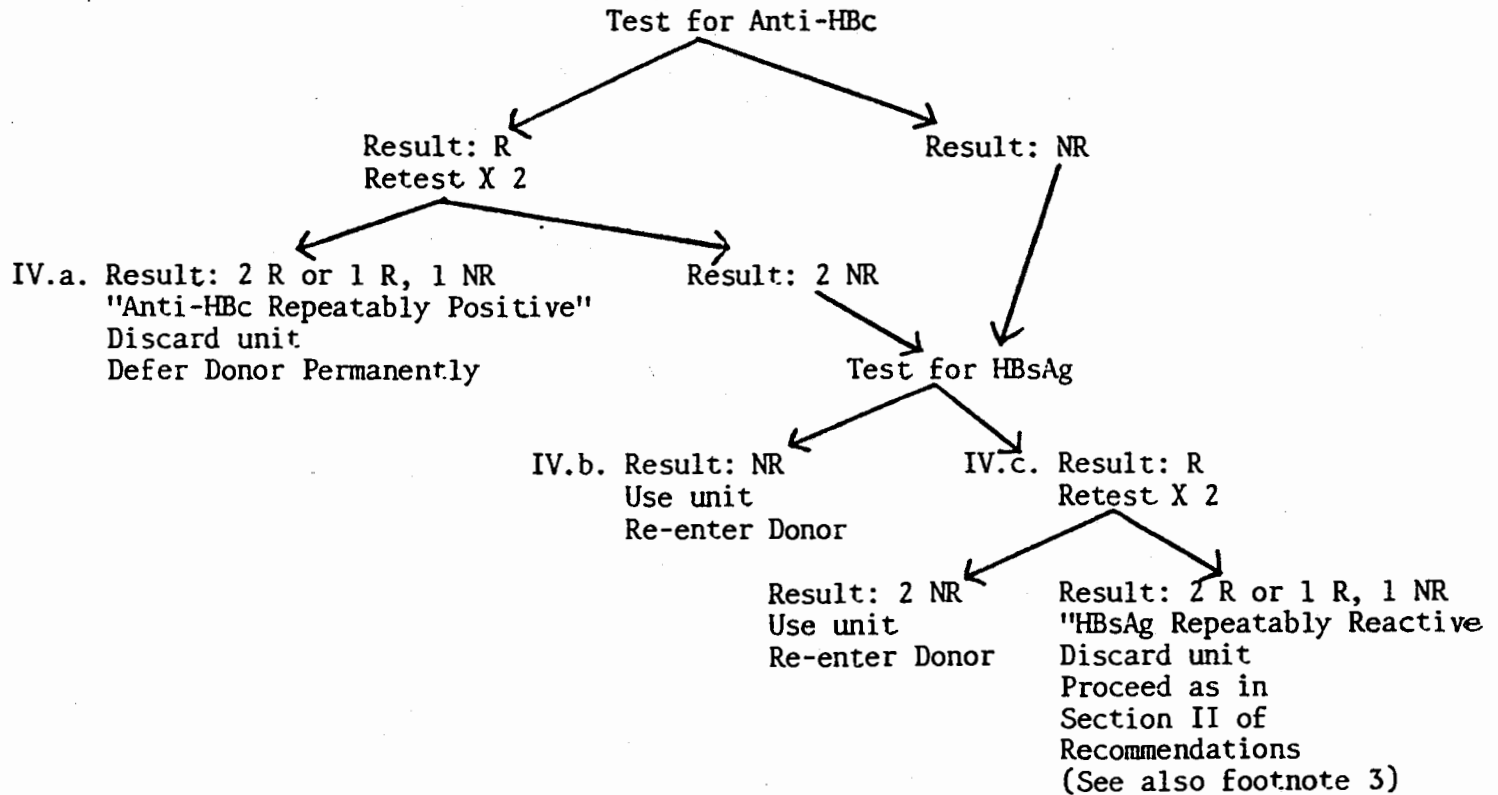 Test for Anti-HBc
Result: R
Retest X 2
Result: NR
IV.a. Result: 2 R or 1 R, 1 NR
"Anti-HBc Repeatably Positive"
Discard unit
Defer Donor Permanently
Result: 2 NR
Test for HBsAg
IV.b. Result: NR
Use unit
Re-enter Donor
IV.c. Result: R
Retest X 2
Result: 2 NR
Use unit
Re-enter Donor
Result: 2 R or 1 R, 1 NR
"HBsAg Repeatably Reactive
Discard unit
Proceed as in
Section II of
Recommendations
(See also footnote 3)